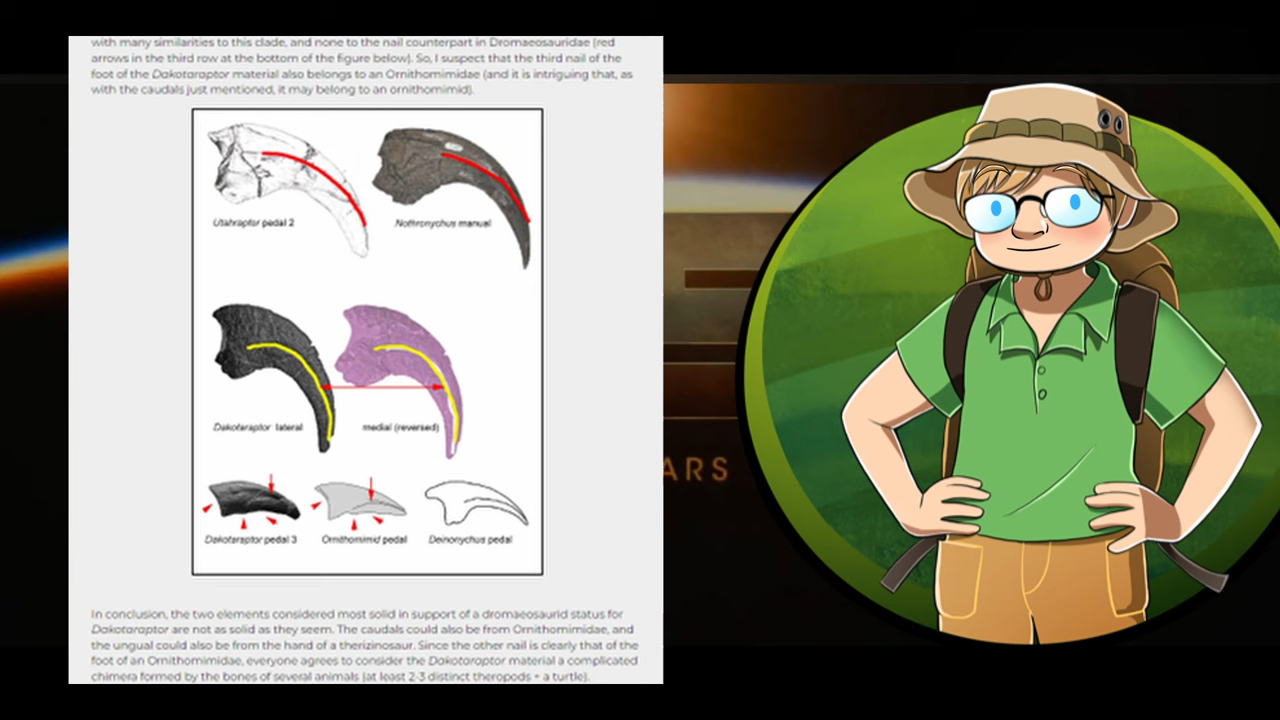 with many similarities to this clade, and none to the nail counterpart in Dromaeosauridae (red
arrows in the third row at the bottom of the figure below). So, I suspect that the third nail of the
foot of the Dakotaraptor material also belongs to an Ornithomimidae (and it is intriguing that, as
with the caudals just mentioned, it may belong to an ornithomimid).
Utahraptor pedal 2
Nothronychus manual
Dakotaraptor lateral
medial (reversed)
Dakotaraptor pedal 3
Ornithomimid pedal
Deinonychus pedal
In conclusion, the two elements considered most solid in support of a dromaeosaurid status for
Dakotaraptor are not as solid as they seem. The caudals could also be from Ornithomimidae, and
the ungual could also be from the hand of a therizinosaur. Since the other nail is clearly that of the
foot of an Ornithomimidae, everyone agrees to consider the Dakotaraptor material a complicated
chimera formed by the bones of several animals (at least 2-3 distinct theropods + a turtle).
ARS